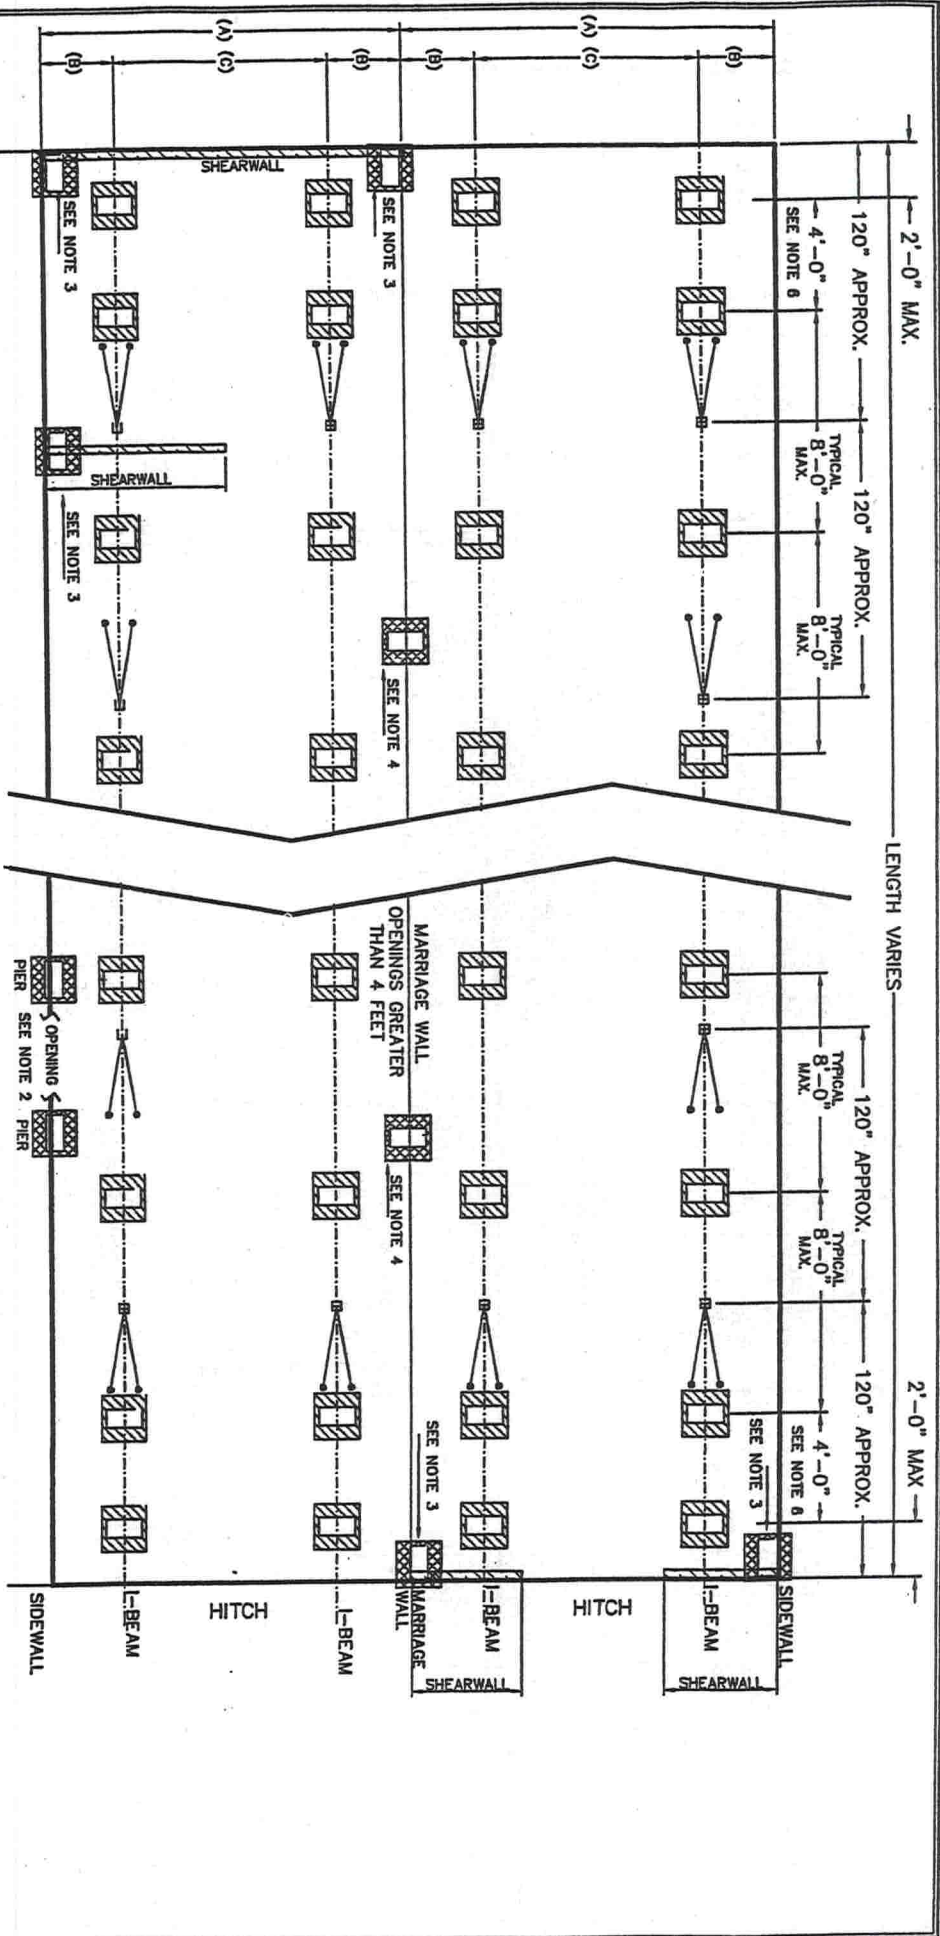 (A)
(A)
(B)
(C)
(B)
(B)
(C)
(B)
2'-0" MAX.
LENGTH VARIES
2'-0" MAX
120" APPROX.
120" APPROX.
120" APPROX.
120" APPROX.
4'-0"
SEE NOTE 6
TYPICAL
8'-0"
MAX.
TYPICAL
8'-0"
MAX.
TYPICAL
8'-0"
MAX.
TYPICAL
8'-0"
MAX.
4'-0"
SEE NOTE 6
SEE NOTE 3
SIDEWALL
I-BEAM
SHEARWALL
HITCH
I-BEAM
SHEARWALL
SEE NOTE 3
MARRIAGE
WALL
SEE NOTE 3
SEE NOTE 4
MARRIAGE WALL
OPENINGS GREATER
THAN 4 FEET
SEE NOTE 4
I-BEAM
HITCH
I-BEAM
SIDEWALL
SHEARWALL
SEE NOTE 3
SHEARWALL
SEE NOTE 3
OPENING
PIER
SEE NOTE 2
PIER